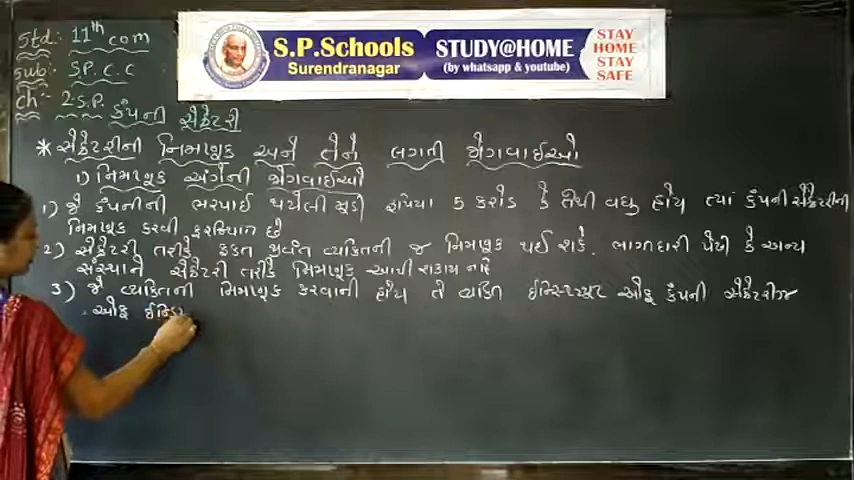 Std:- 11th com
S.P.Schools
Surendranagar
STUDY@HOME
(by whatsapp & youtube)
STAY
HOME
STAY
SAFE
sub:- S.P.C.C
ch:- 2 S.P. કંપની સેક્રેટરી
* સેક્રેટરીની નિમણૂક અને તેને લગતી જોગવાઈઓ
1) નિમણૂક અંગેની જોગવાઈઓ
1) જે કંપનીની ભરપાઈ થયેલી મૂડી રૂપિયા 5 કરોડ કે તેથી વધુ હોય ત્યાં કંપની સેક્રેટરીની
નિમણૂક કરવી ફરજિયાત છે
2) સેક્રેટરી તરીકે ફક્ત જીવંત વ્યક્તિની જ નિમણૂક થઈ શકે. ભાગીદારી પેઢી કે અન્ય
સંસ્થાને સેક્રેટરી તરીકે નિમણૂક આપી શકાય નહિ
3) જે વ્યક્તિની નિમણૂક કરવાની હોય તે વ્યક્તિ ઈન્સ્ટિટ્યૂટ ઓફ કંપની સેક્રેટરીઝ
ઓફ